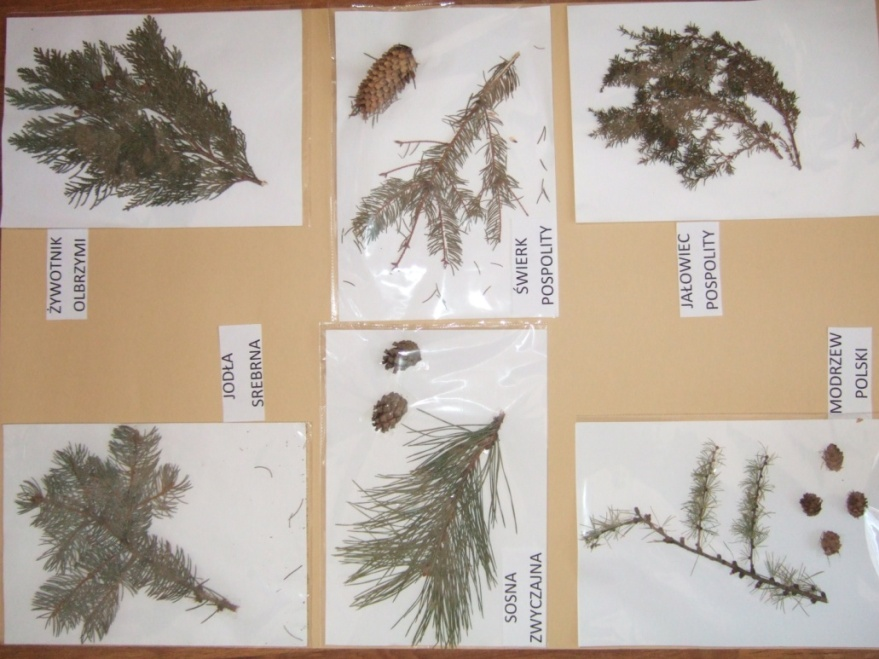 ŻYWOTNIK
OLBRZYMI
ŚWIERK
POSPOLITY
JAŁOWIEC
POSPOLITY
JODŁA
SREBRNA
SOSNA
ZWYCZAJNA
MODRZEW
POLSKI